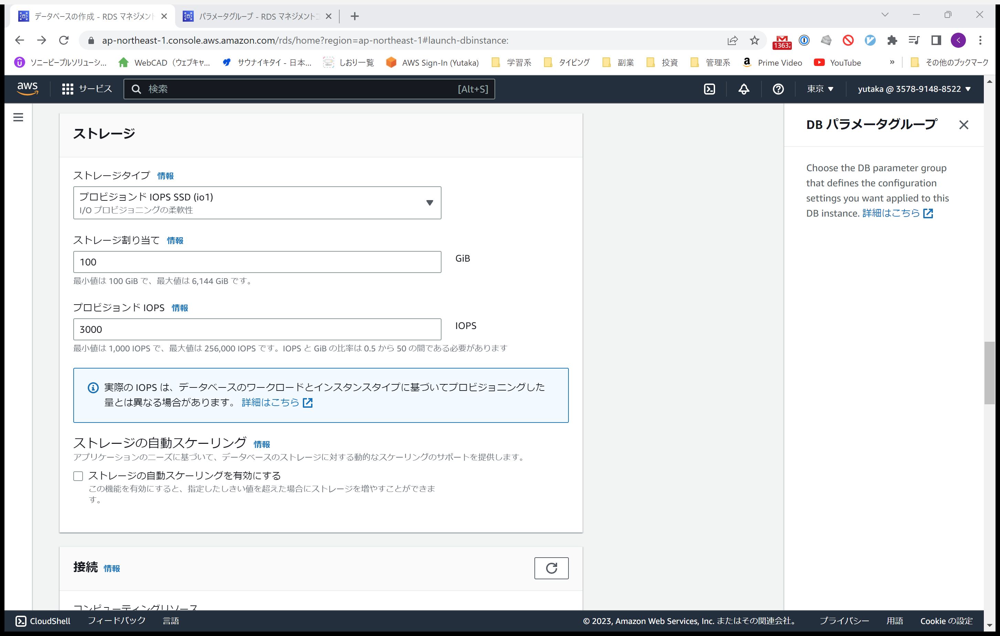 データベースの作成 - RDS マネジメント
パラメータグループ - RDS マネジメントコ
ap-northeast-1.console.aws.amazon.com/rds/home?region=ap-northeast-1#launch-dbinstance:
ソニーピープルソリューシ...
WebCAD（ウェブキャ...
サウナイキタイ - 日本...
しおり一覧
AWS Sign-In (Yutaka)
学習系
タイピング
副業
投資
管理系
Prime Video
YouTube
»
その他のブックマーク
aws
サービス
検索
[Alt+S]
東京
yutaka @ 3578-9148-8522
ストレージ
ストレージタイプ 情報
プロビジョンド IOPS SSD (io1)
I/O プロビジョニングの柔軟性
ストレージ割り当て 情報
100
GiB
最小値は 100 GiB で、最大値は 6,144 GiB です。
プロビジョンド IOPS 情報
3000
IOPS
最小値は 1,000 IOPS で、最大値は 256,000 IOPS です。IOPS と GiB の比率は 0.5 から 50 の間である必要があります
実際の IOPS は、データベースのワークロードとインスタンスタイプに基づいてプロビジョニングした
量とは異なる場合があります。 詳細はこちら
ストレージの自動スケーリング 情報
アプリケーションのニーズに基づいて、データベースのストレージに対する動的なスケーリングのサポートを提供します。
ストレージの自動スケーリングを有効にする
この機能を有効にすると、指定したしきい値を超えた場合にストレージを増やすことができま
す。
接続 情報
コンピューティングリソース
DB パラメータグループ
Choose the DB parameter group
that defines the configuration
settings you want applied to this
DB instance. 詳細はこちら
CloudShell
フィードバック
言語
© 2023, Amazon Web Services, Inc. またはその関連会社。
プライバシー
用語
Cookie の設定